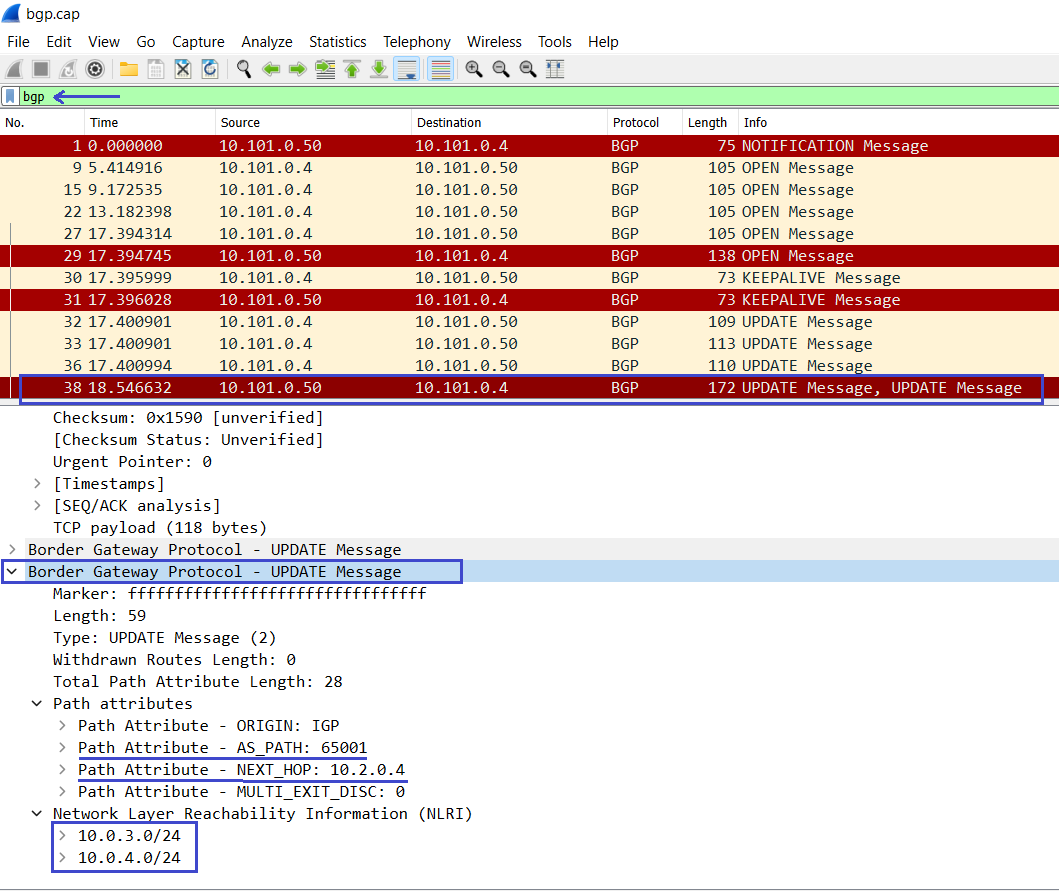 bgp.cap
File Edit View Go Capture Analyze Statistics Telephony Wireless Tools Help
bgp
No. Time Source Destination Protocol Length Info
1 0.000000 10.101.0.50 10.101.0.4 BGP 75 NOTIFICATION Message
9 5.414916 10.101.0.4 10.101.0.50 BGP 105 OPEN Message
15 9.172535 10.101.0.4 10.101.0.50 BGP 105 OPEN Message
22 13.182398 10.101.0.4 10.101.0.50 BGP 105 OPEN Message
27 17.394314 10.101.0.4 10.101.0.50 BGP 105 OPEN Message
29 17.394745 10.101.0.50 10.101.0.4 BGP 138 OPEN Message
30 17.395999 10.101.0.4 10.101.0.50 BGP 73 KEEPALIVE Message
31 17.396028 10.101.0.50 10.101.0.4 BGP 73 KEEPALIVE Message
32 17.400901 10.101.0.4 10.101.0.50 BGP 109 UPDATE Message
33 17.400901 10.101.0.4 10.101.0.50 BGP 113 UPDATE Message
36 17.400994 10.101.0.4 10.101.0.50 BGP 110 UPDATE Message
38 18.546632 10.101.0.50 10.101.0.4 BGP 172 UPDATE Message, UPDATE Message
Checksum: 0x1590 [unverified]
[Checksum Status: Unverified]
Urgent Pointer: 0
[Timestamps]
[SEQ/ACK analysis]
TCP payload (118 bytes)
Border Gateway Protocol - UPDATE Message
Border Gateway Protocol - UPDATE Message
Marker: ffffffffffffffffffffffffffffffff
Length: 59
Type: UPDATE Message (2)
Withdrawn Routes Length: 0
Total Path Attribute Length: 28
Path attributes
Path Attribute - ORIGIN: IGP
Path Attribute - AS_PATH: 65001
Path Attribute - NEXT_HOP: 10.2.0.4
Path Attribute - MULTI_EXIT_DISC: 0
Network Layer Reachability Information (NLRI)
10.0.3.0/24
10.0.4.0/24